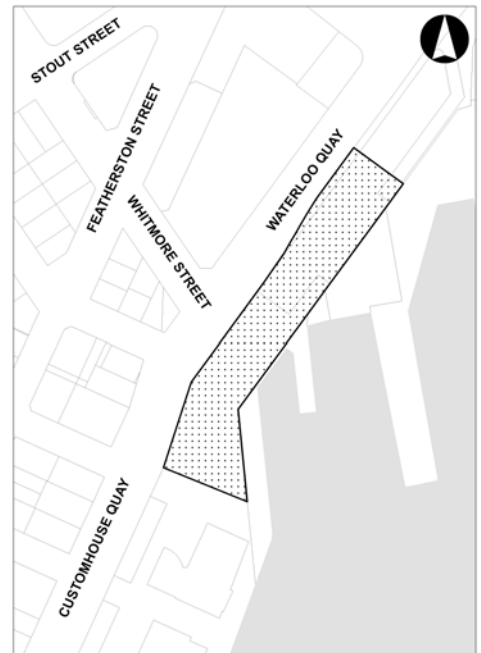 STOUT STREET
FEATHERSTON STREET
WATERLOO QUAY
WHITMORE STREET
CUSTOMHOUSE QUAY